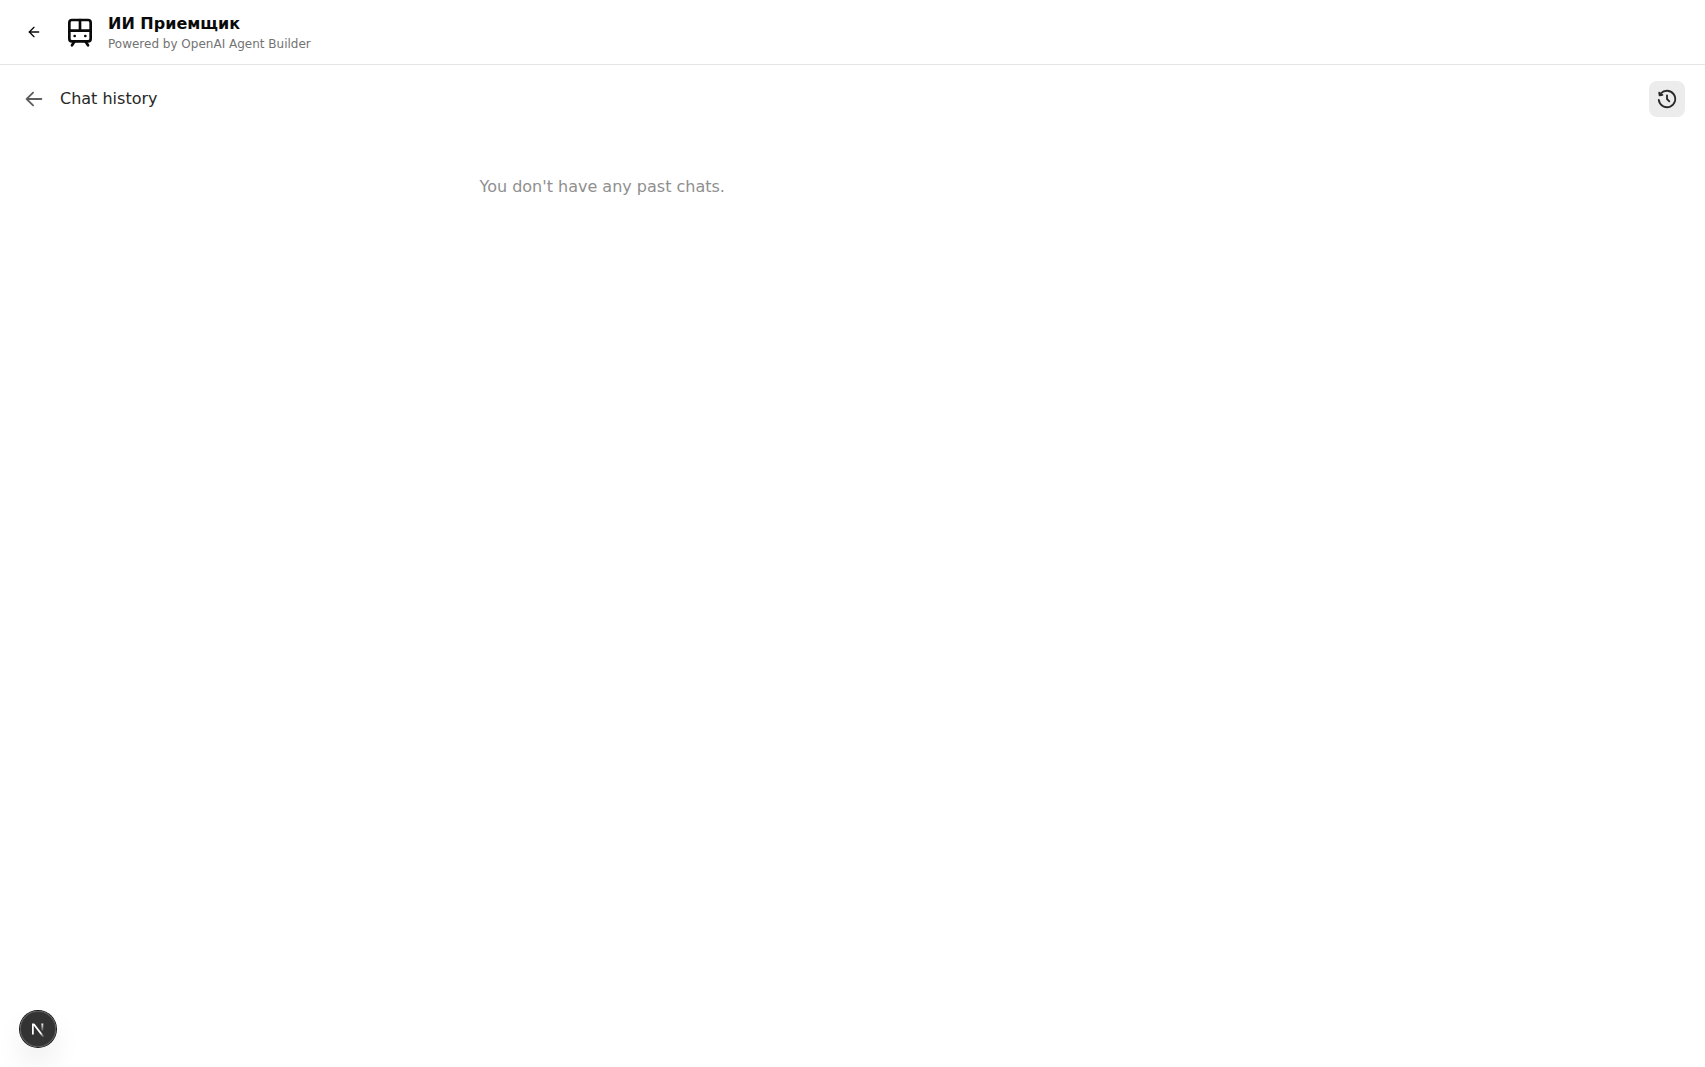 ИИ Приемщик
Powered by OpenAI Agent Builder
Chat history
You don't have any past chats.
N